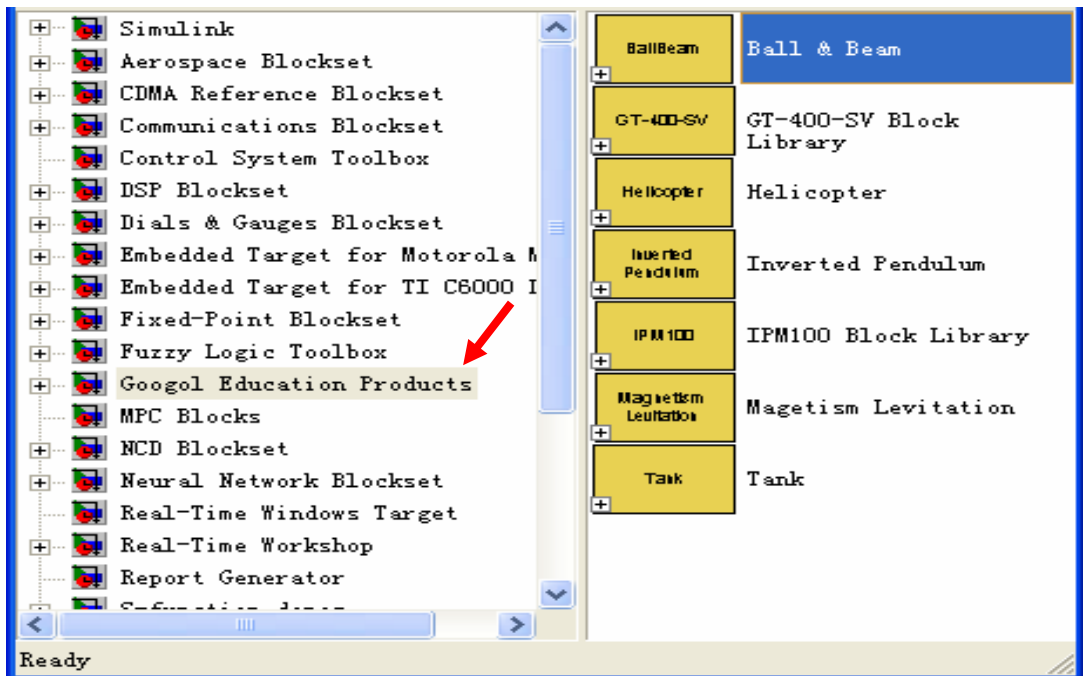 Simulink
Aerospace Blockset
CDMA Reference Blockset
Communications Blockset
Control System Toolbox
DSP Blockset
Dials & Gauges Blockset
Embedded Target for Motorola M
Embedded Target for TI C6000 I
Fixed-Point Blockset
Fuzzy Logic Toolbox
Googol Education Products
MPC Blocks
NCD Blockset
Neural Network Blockset
Real-Time Windows Target
Real-Time Workshop
Report Generator
BallBeam
Ball & Beam
GT-400-SV
GT-400-SV Block
Library
Helicopter
Helicopter
Inverted
Pendulum
Inverted Pendulum
IPM100
IPM100 Block Library
Magnetism
Levitation
Magetism Levitation
Tank
Tank
Ready